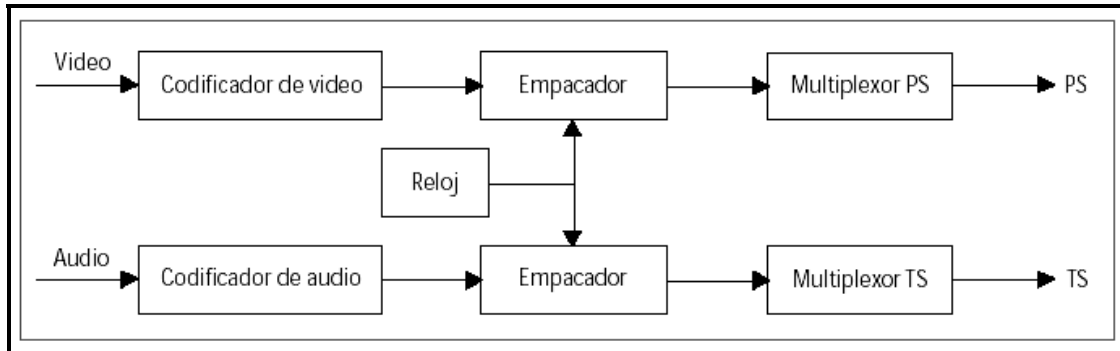 Video
Codificador de video
Empacador
Multiplexor PS
PS
Reloj
Audio
Codificador de audio
Empacador
Multiplexor TS
TS